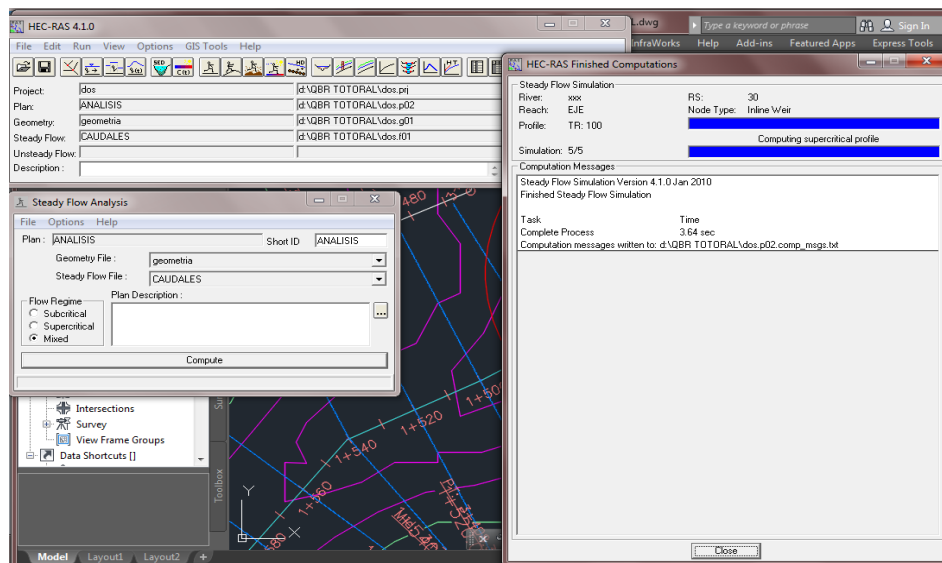 HEC-RAS 4.1.0
File Edit Run View Options GIS Tools Help
Project: dos d:\QBR TOTORAL\dos.prj
Plan: ANALISIS d:\QBR TOTORAL\dos.p02
Geometry: geometria d:\QBR TOTORAL\dos.g01
Steady Flow: CAUDALES d:\QBR TOTORAL\dos.f01
Unsteady Flow:
Description :
L.dwg
Type a keyword or phrase
Sign In
InfraWorks Help Add-ins Featured Apps Express Tools
HEC-RAS Finished Computations
Steady Flow Simulation
River: xxx RS: 30
Reach: EJE Node Type: Inline Weir
Profile: TR: 100
Computing supercritical profile
Simulation: 5/5
Computation Messages
Steady Flow Simulation Version 4.1.0 Jan 2010
Finished Steady Flow Simulation
Task Time
Complete Process 3.64 sec
Computation messages written to: d:\QBR TOTORAL\dos.p02.comp_msgs.txt
Close
Steady Flow Analysis
File Options Help
Plan : ANALISIS Short ID ANALISIS
Geometry File : geometria
Steady Flow File : CAUDALES
Flow Regime
Subcritical
Supercritical
Mixed
Plan Description :
...
Compute
Intersections
Survey
View Frame Groups
Data Shortcuts []
Toolbox
480
1+500
1+520
1+540
1+560
Y
X
Model Layout1 Layout2 +